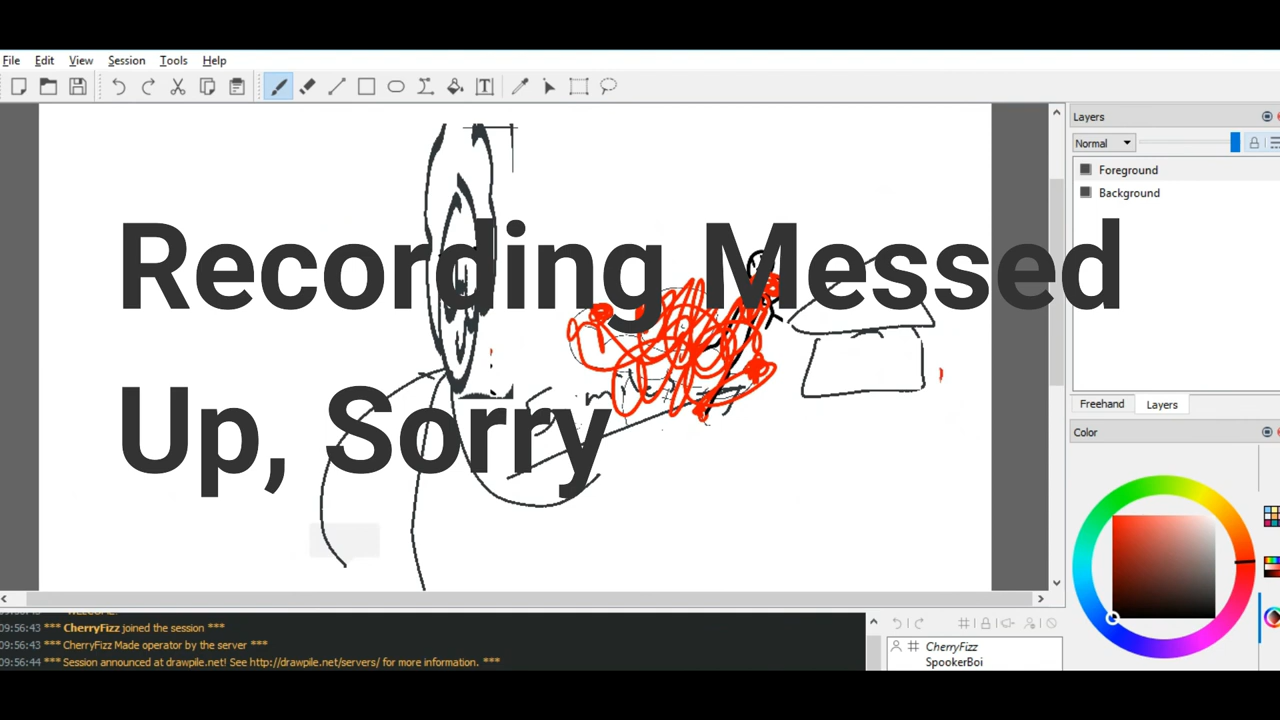 File Edit View Session Tools Help
Layers
Normal
Foreground
Background
Recording Messed
Up, Sorry
Freehand Layers
Color
09:56:43 *** CherryFizz joined the session ***
09:56:43 *** CherryFizz Made operator by the server ***
09:56:44 *** Session announced at drawpile.net! See http://drawpile.net/servers/ for more information. ***
CherryFizz
SpookerBoi